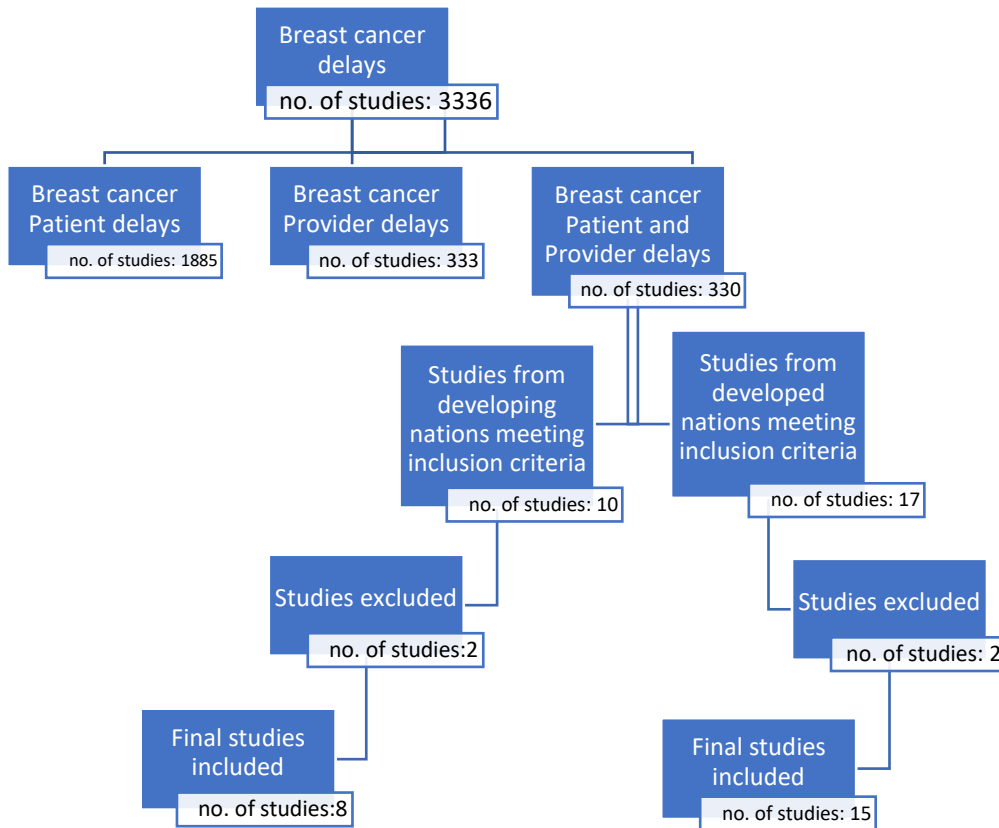 Breast cancer
delays
no. of studies: 3336
Breast cancer
Patient delays
no. of studies: 1885
Breast cancer
Provider delays
no. of studies: 333
Breast cancer
Patient and
Provider delays
no. of studies: 330
Studies from
developing
nations meeting
inclusion criteria
no. of studies: 10
Studies from
developed
nations meeting
inclusion criteria
no. of studies: 17
Studies excluded
no. of studies:2
Studies excluded
no. of studies: 2
Final studies
included
no. of studies:8
Final studies
included
no. of studies: 15